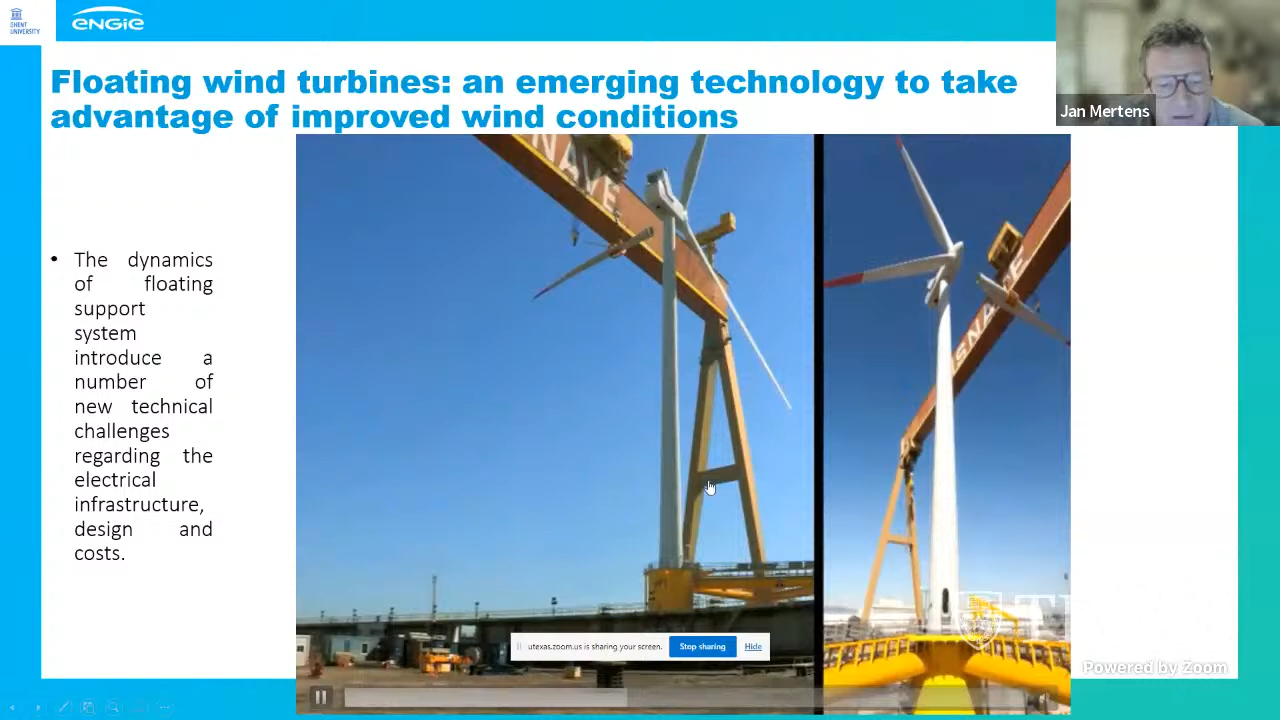 GHENT
UNIVERSITY
ENGIE
Jan Mertens
Floating wind turbines: an emerging technology to take
advantage of improved wind conditions
• The dynamics
of floating
support
system
introduce a
number of
new technical
challenges
regarding the
electrical
infrastructure,
design and
costs.
NAVE
SNAVE
utexas.zoom.us is sharing your screen.
Stop sharing
Hide
Powered by Zoom